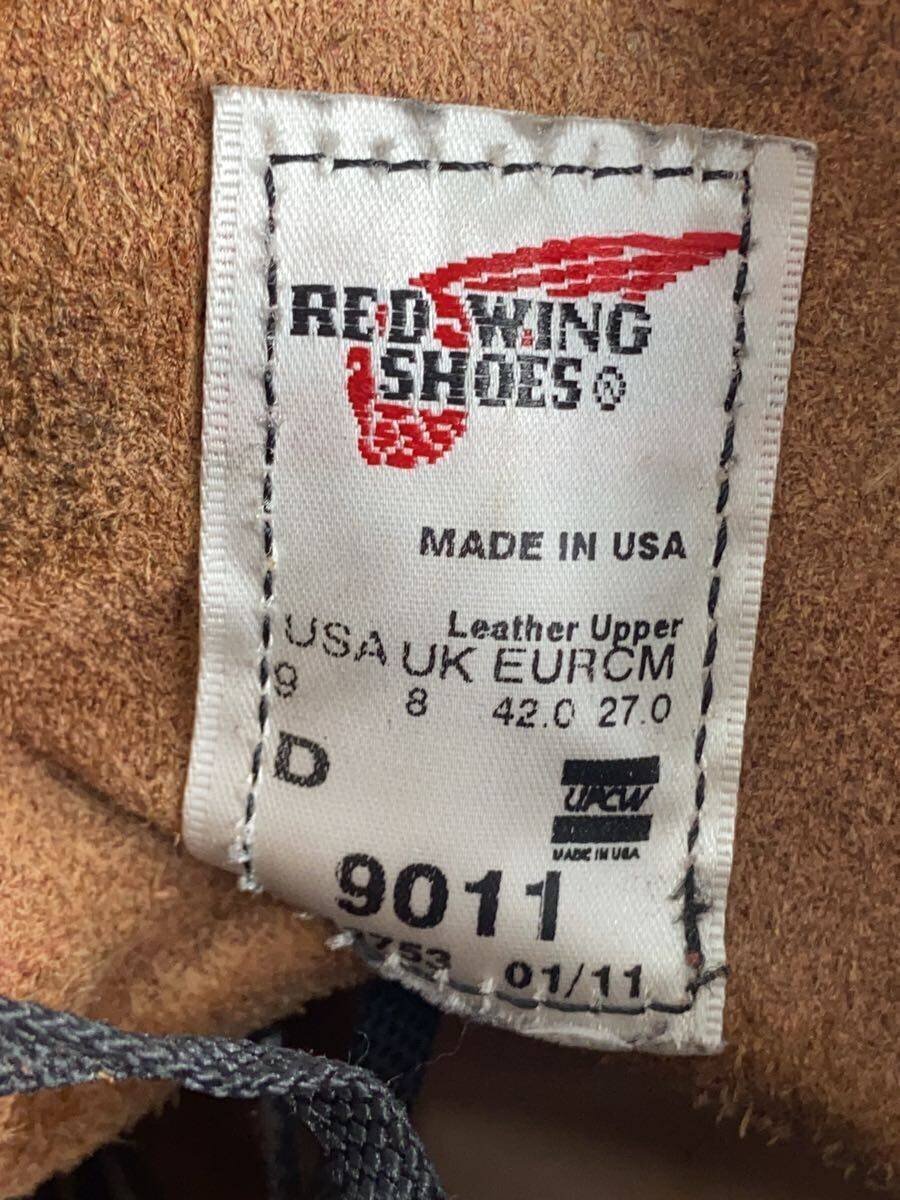 RED WING
SHOES ®
MADE IN USA
Leather Upper
USA UK EUR CM
9 8 42.0 27.0
D
UFCW
MADE IN USA
9011
01/11